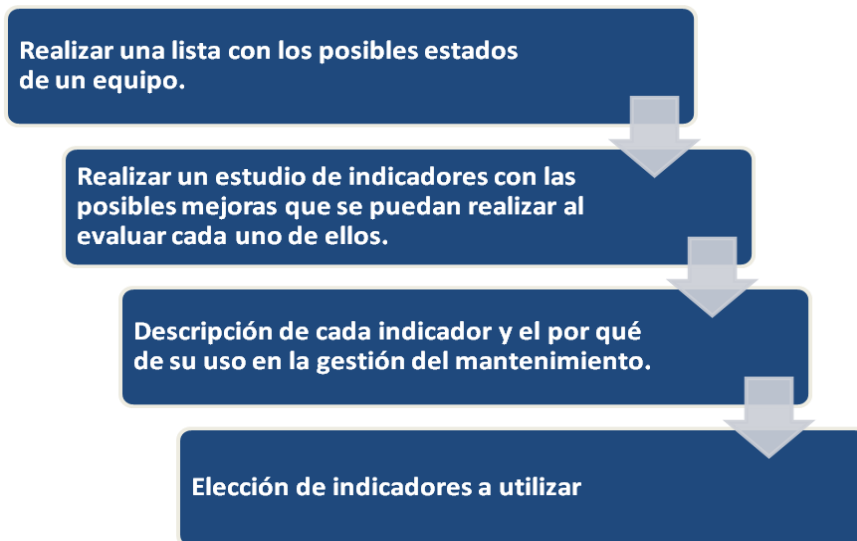 Realizar una lista con los posibles estados
de un equipo.
Realizar un estudio de indicadores con las
posibles mejoras que se puedan realizar al
evaluar cada uno de ellos.
Descripción de cada indicador y el por qué
de su uso en la gestión del mantenimiento.
Elección de indicadores a utilizar